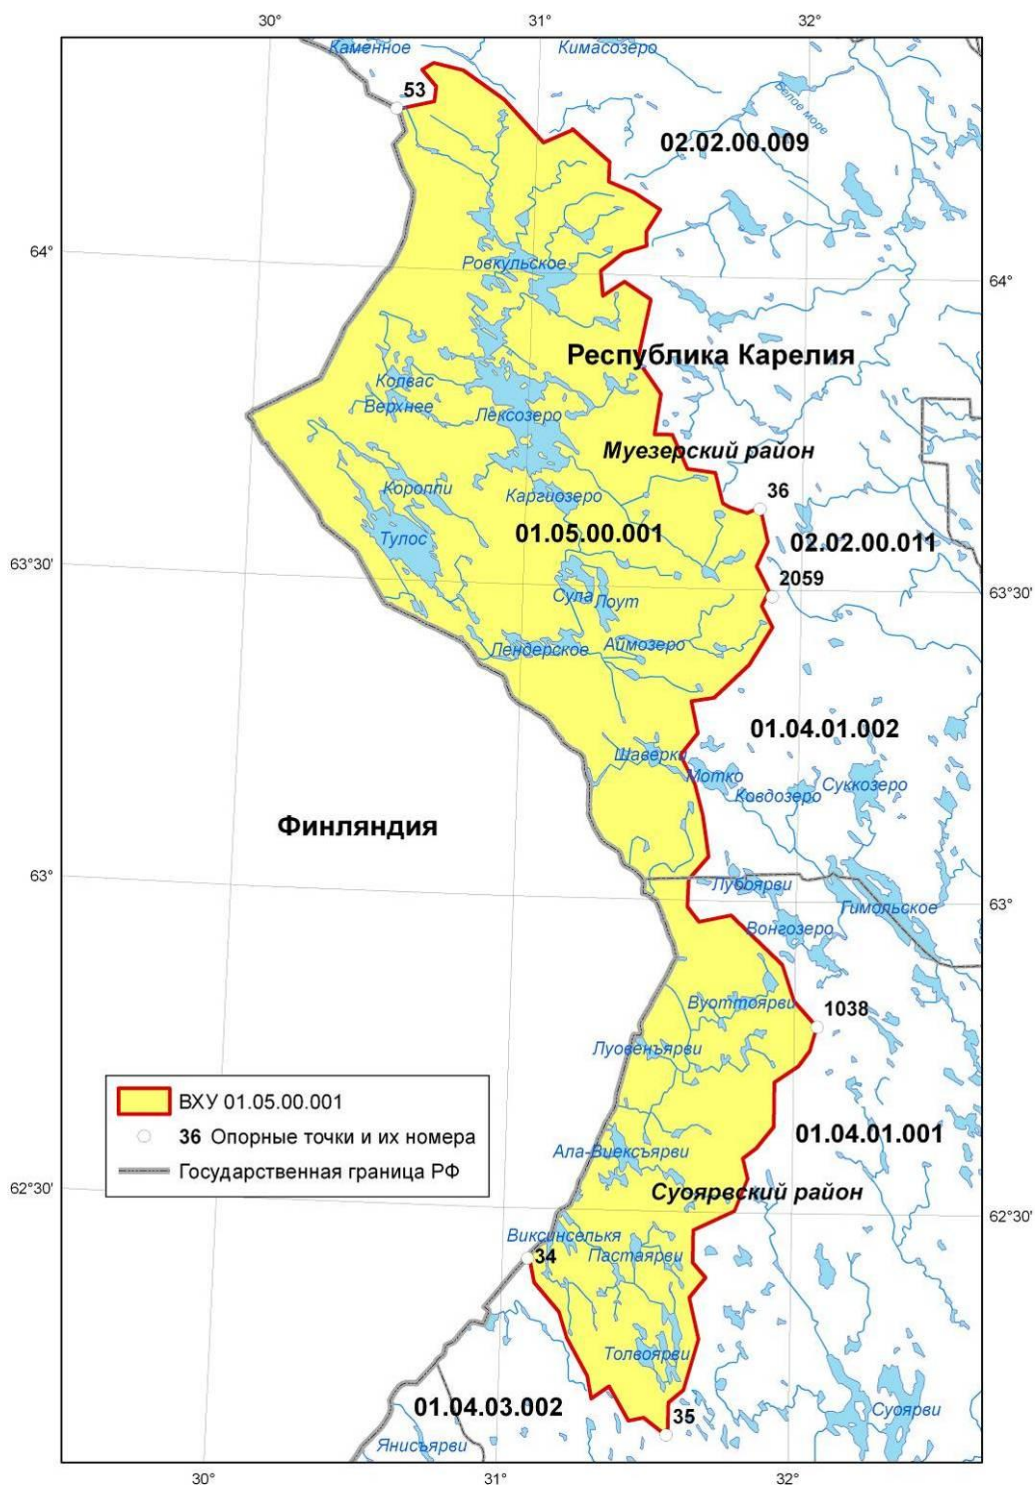 30°
31°
32°
Каменное
Кимасозеро
53
Белое море
02.02.00.009
64°
Ровкульское
64°
Республика Карелия
Колвас
Верхнее
Лексозеро
Муезерский район
Короппи
Каргиозеро
36
Тулос
01.05.00.001
02.02.00.011
63°30'
2059
63°30'
Сула
Лоут
Лендерское
Аймозеро
01.04.01.002
Шаверки
Мотко
Ковдозеро
Суккозеро
Финляндия
63°
Лубоярви
63°
Гимольское
Вонгозеро
Вуоттоярви
1038
Луовенъярви
ВХУ 01.05.00.001
36 Опорные точки и их номера
Государственная граница РФ
01.04.01.001
Ала-Виексъярви
62°30'
Суоярвский район
62°30'
Виксинселькя
34
Пастаярви
Толвоярви
01.04.03.002
35
Суоярви
Янисъярви
30°
31°
32°